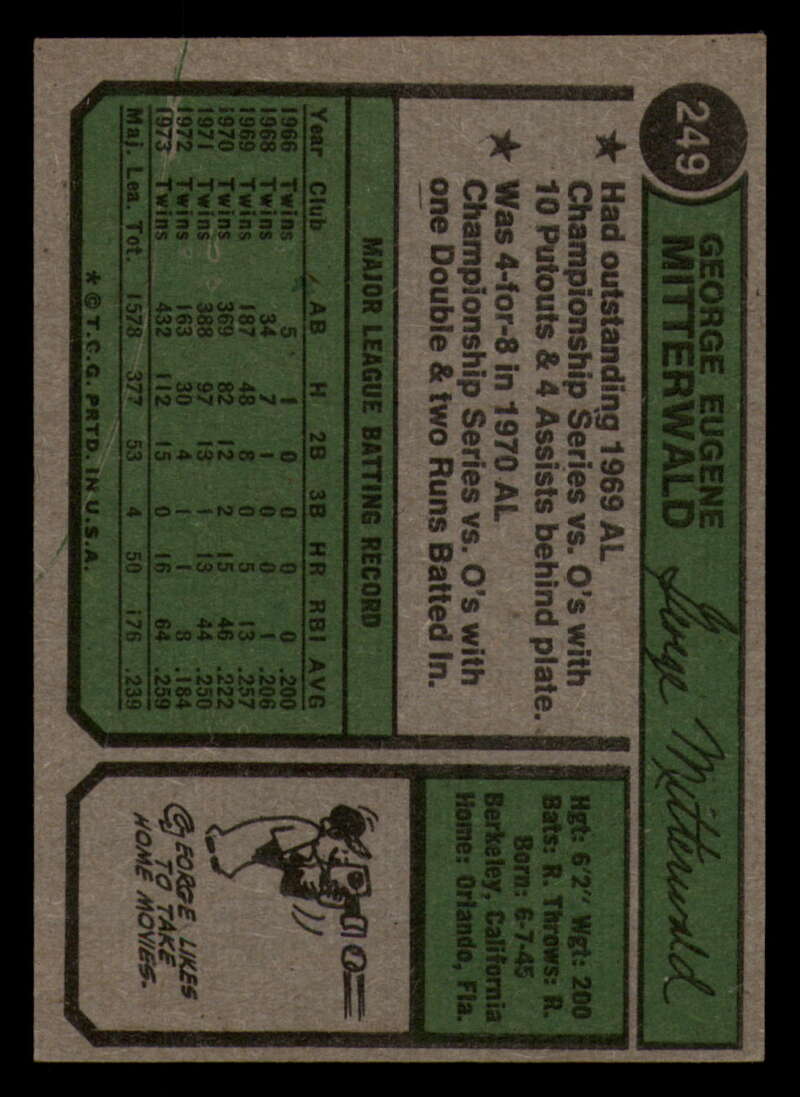 249
GEORGE EUGENE
MITTERWALD
George Mitterwald
★ Had outstanding 1969 AL
Championship Series vs. O's with
10 Putouts & 4 Assists behind plate.
★ Was 4-for-8 in 1970 AL
Championship Series vs. O's with
one Double & two Runs Batted In.
Hgt: 6'2" Wgt: 200
Bats: R. Throws: R.
Born: 6-7-45
Berkeley, California
Home: Orlando, Fla.
MAJOR LEAGUE BATTING RECORD
Year Club AB H 2B 3B HR RBI AVG
1966 Twins 5 1 0 0 0 0 .200
1968 Twins 34 7 1 0 0 1 .206
1969 Twins 187 48 8 0 5 13 .257
1970 Twins 369 82 12 2 15 46 .222
1971 Twins 388 97 13 1 13 44 .250
1972 Twins 163 30 4 1 1 8 .184
1973 Twins 432 112 15 0 16 64 .259
Maj. Lea. Tot. 1578 377 53 4 50 176 .239
* © T.C.G. PRTD. IN U.S.A.
GEORGE LIKES
TO TAKE
HOME MOVIES.